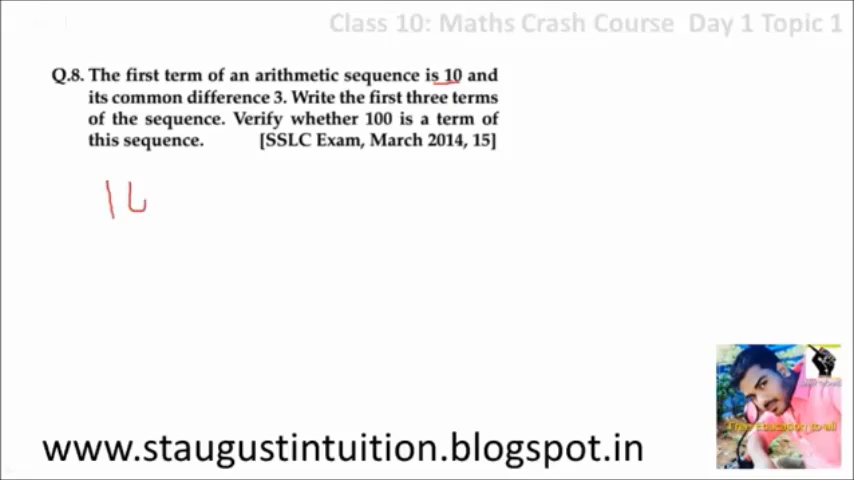 Class 10: Maths Crash Course Day 1 Topic 1
Q.8. The first term of an arithmetic sequence is 10 and
its common difference 3. Write the first three terms
of the sequence. Verify whether 100 is a term of
this sequence. [SSLC Exam, March 2014, 15]
www.staugustintuition.blogspot.in